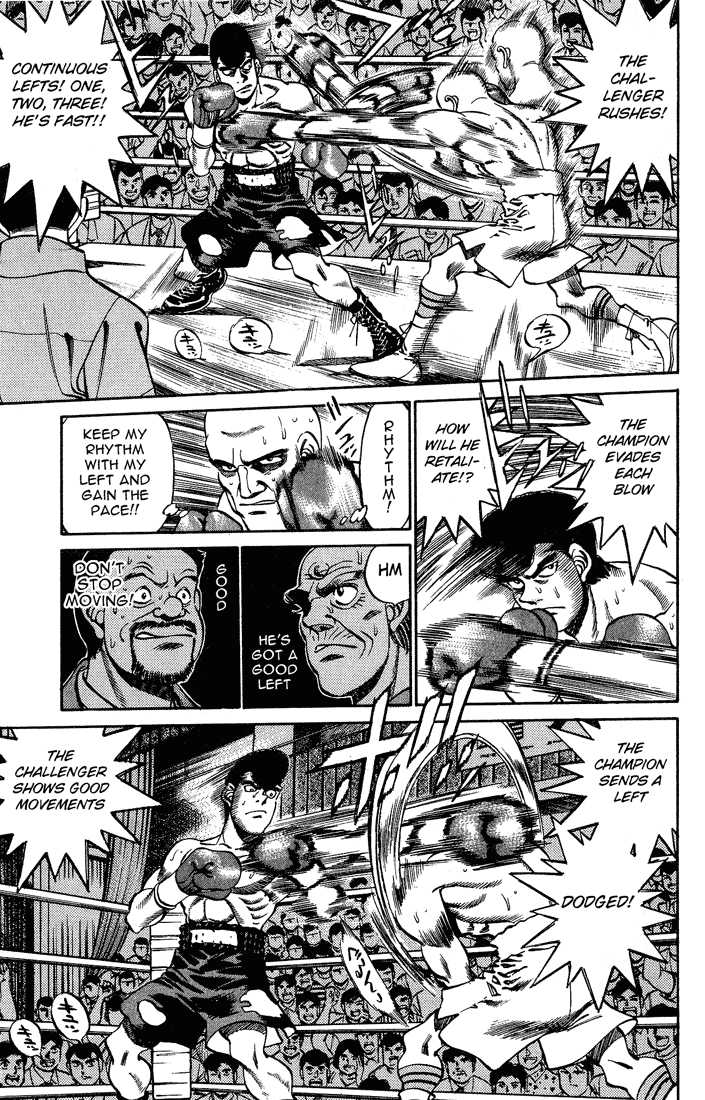 THE
CHAL-
LENGER
RUSHES!
CONTINUOUS
LEFTS! ONE,
TWO, THREE!
HE'S FAST!!
THE
CHAMPION
EVADES
EACH
BLOW
HOW
WILL HE
RETALI-
ATE!?
RHYTHM!
KEEP MY
RHYTHM
WITH MY
LEFT AND
GAIN THE
PACE!!
HM
HE'S
GOT A
GOOD
LEFT
GOOD
DON'T
STOP
MOVING!
THE
CHAMPION
SENDS A
LEFT
DODGED!
THE
CHALLENGER
SHOWS GOOD
MOVEMENTS